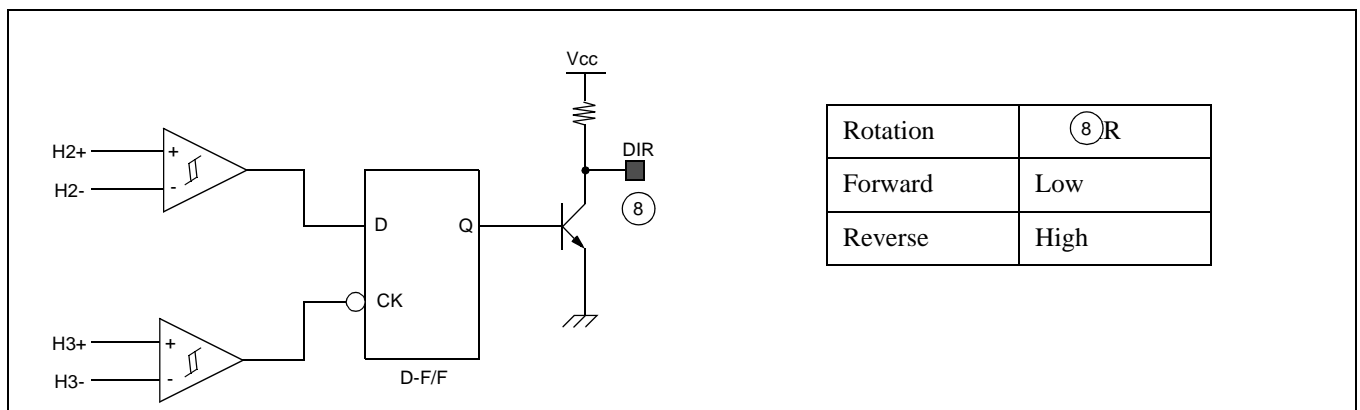 Vcc
H2+
+
H2-
-
DIR
8
D
Q
CK
H3+
+
H3-
-
D-F/F
Rotation 8 R
Forward Low
Reverse High